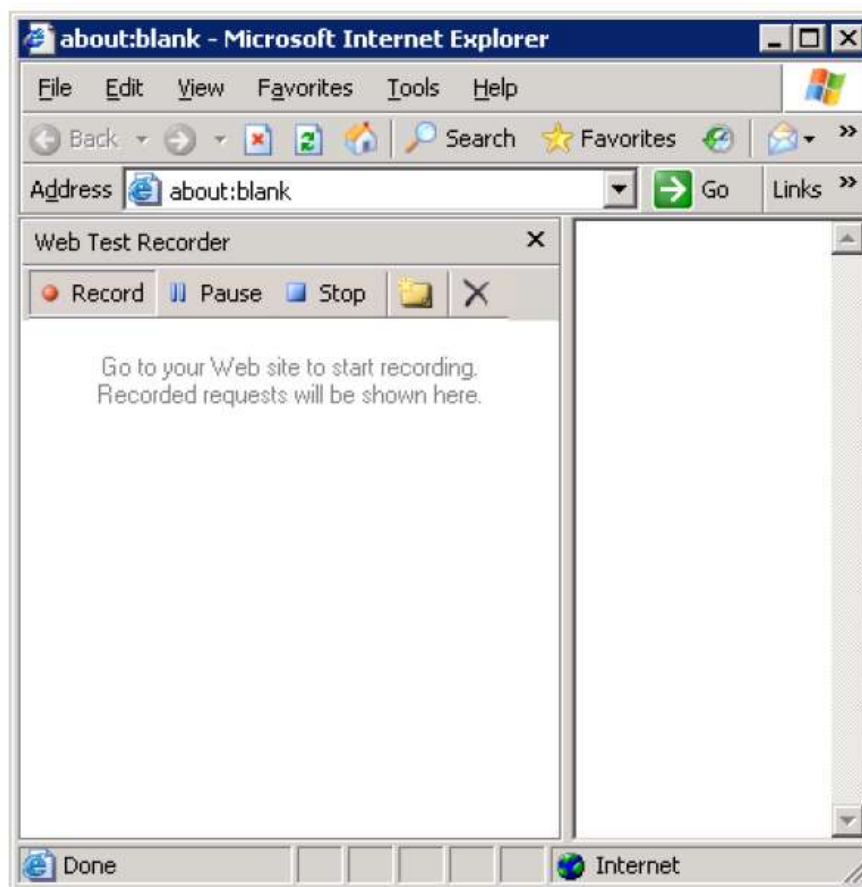 about:blank - Microsoft Internet Explorer
File Edit View Favorites Tools Help
Back Search Favorites »
Address about:blank Go Links »
Web Test Recorder
Record Pause Stop
Go to your Web site to start recording.
Recorded requests will be shown here.
Done Internet